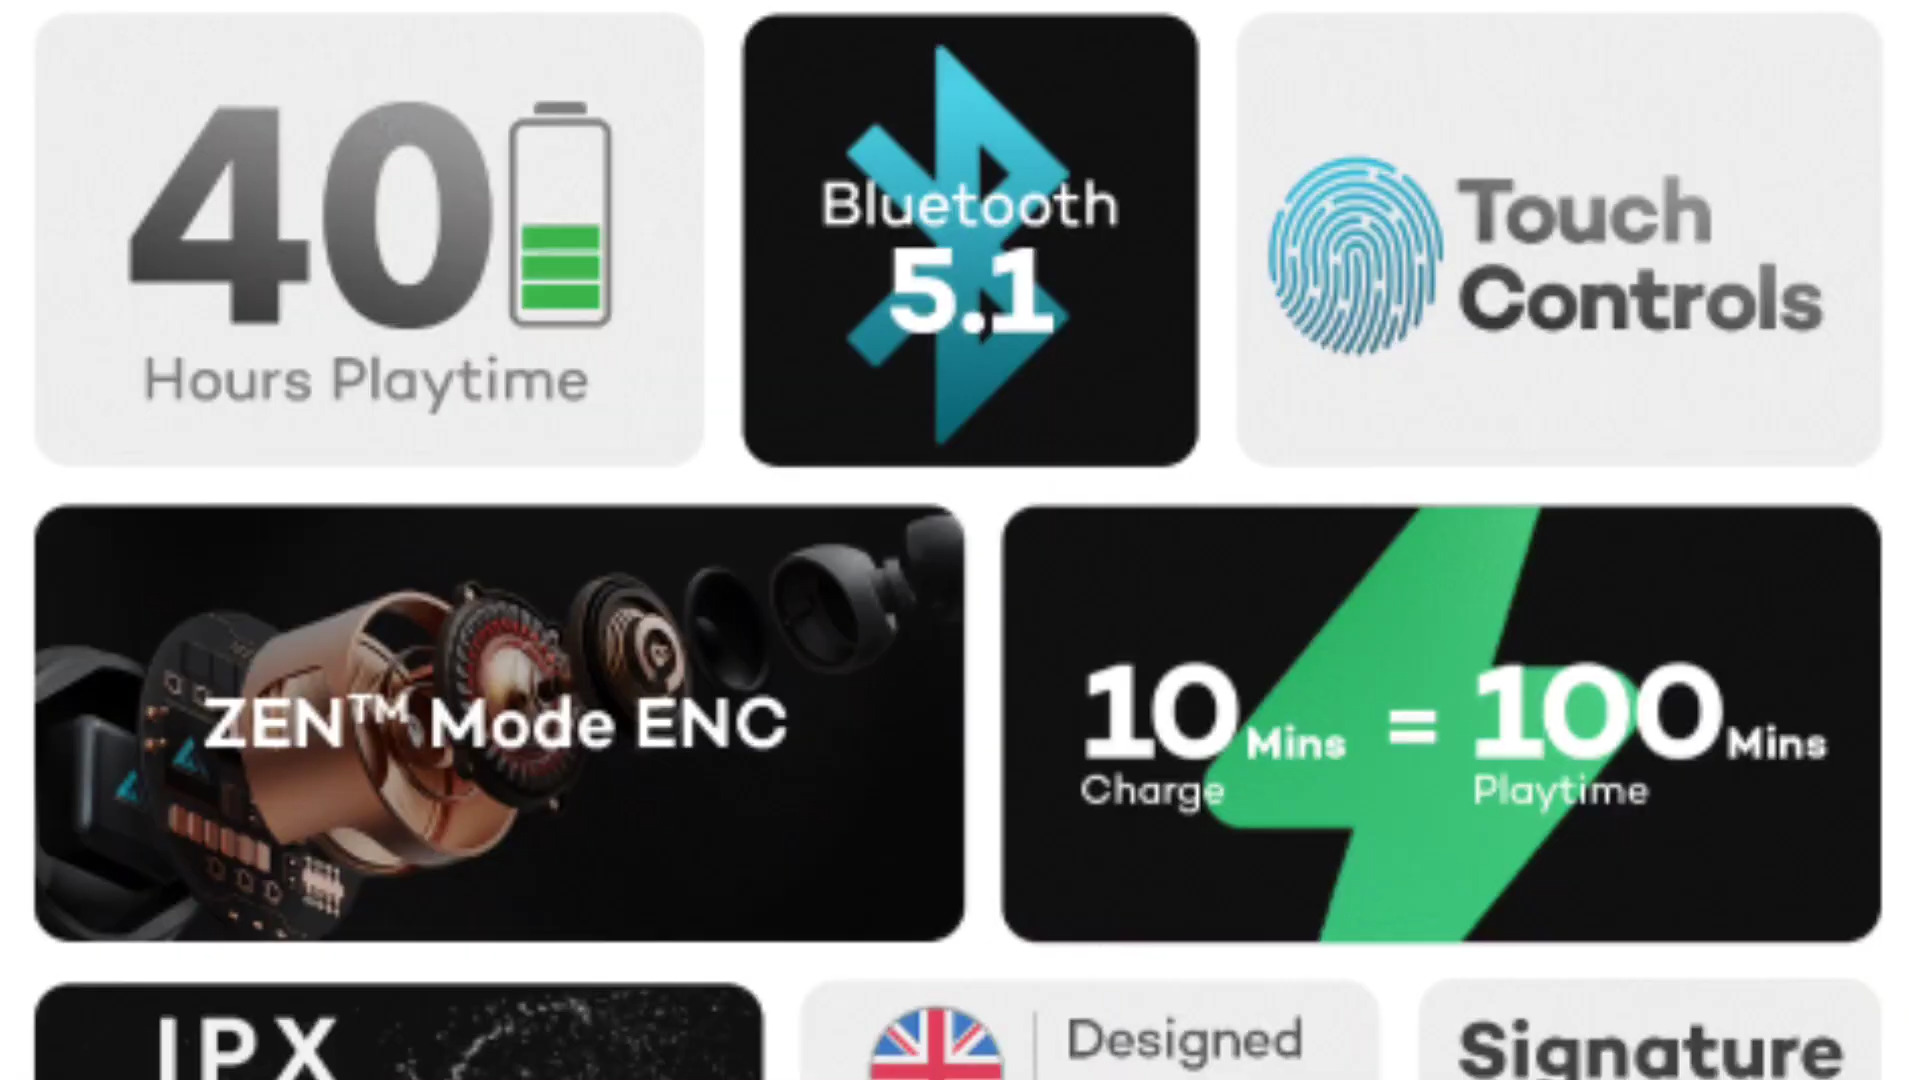 40
Hours Playtime
Bluetooth
5.1
Touch
Controls
ZEN™ Mode ENC
10 Mins = 100 Mins
Charge Playtime
IPX
Designed
Signature